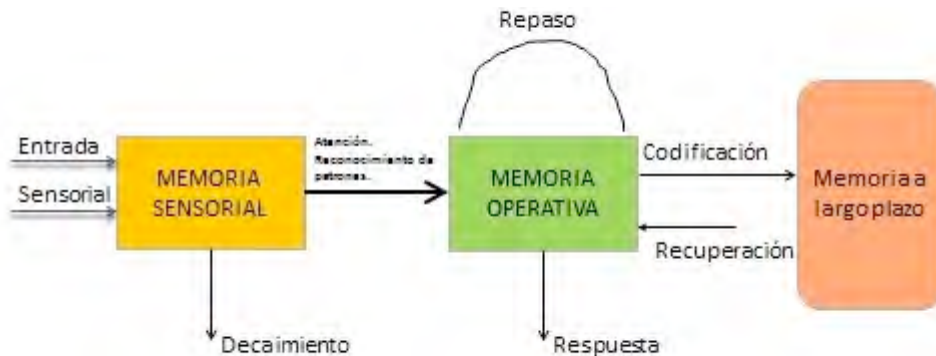 Repaso
Entrada
Sensorial
MEMORIA
SENSORIAL
Atención.
Reconocimiento de
patrones.
MEMORIA
OPERATIVA
Codificación
Recuperación
Memoria a
largo plazo
Decaimiento
Respuesta